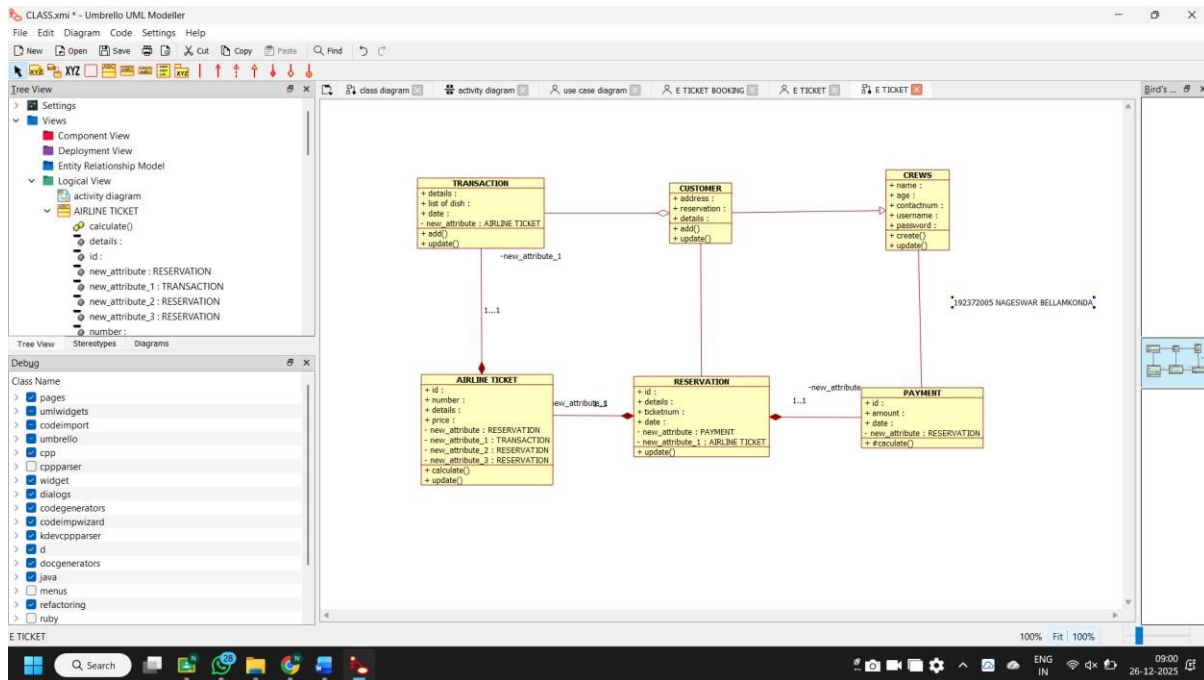 CLASS.xmi * - Umbrello UML Modeller
File Edit Diagram Code Settings Help
New Open Save Cut Copy Paste Find
XYZ
Tree View
Settings
Views
Component View
Deployment View
Entity Relationship Model
Logical View
activity diagram
AIRLINE TICKET
calculate()
details :
id :
new_attribute : RESERVATION
new_attribute_1 : TRANSACTION
new_attribute_2 : RESERVATION
new_attribute_3 : RESERVATION
number :
Tree View Stereotypes Diagrams
Debug
Class Name
pages
umlwidgets
codeimport
umbrello
cpp
cppparser
widget
dialogs
codegenerators
codeimpwizard
kdevcppparser
d
docgenerators
java
menus
refactoring
ruby
class diagram activity diagram use case diagram E TICKET BOOKING E TICKET E TICKET
Bird's ...
TRANSACTION
+ details :
+ list of dish :
+ date :
- new_attribute : AIRLINE TICKET
+ add()
+ update()
CUSTOMER
+ address :
+ reservation :
+ details :
+ add()
+ update()
CREWS
+ name :
+ age :
+ contactnum :
+ username :
+ password :
+ create()
+ update()
-new_attribute_1
1...1
192372005 NAGESWAR BELLAMKONDA
AIRLINE TICKET
+ id :
+ number :
+ details :
+ price :
- new_attribute : RESERVATION
- new_attribute_1 : TRANSACTION
- new_attribute_2 : RESERVATION
- new_attribute_3 : RESERVATION
+ calculate()
+ update()
RESERVATION
+ id :
+ details :
+ ticketnum :
+ date :
- new_attribute : PAYMENT
- new_attribute_1 : AIRLINE TICKET
+ update()
-new_attribute
1..1
PAYMENT
+ id :
+ amount :
+ date :
- new_attribute : RESERVATION
+ #caculate()
E TICKET
100% Fit 100%
Search
28
ENG
IN
09:00
26-12-2025